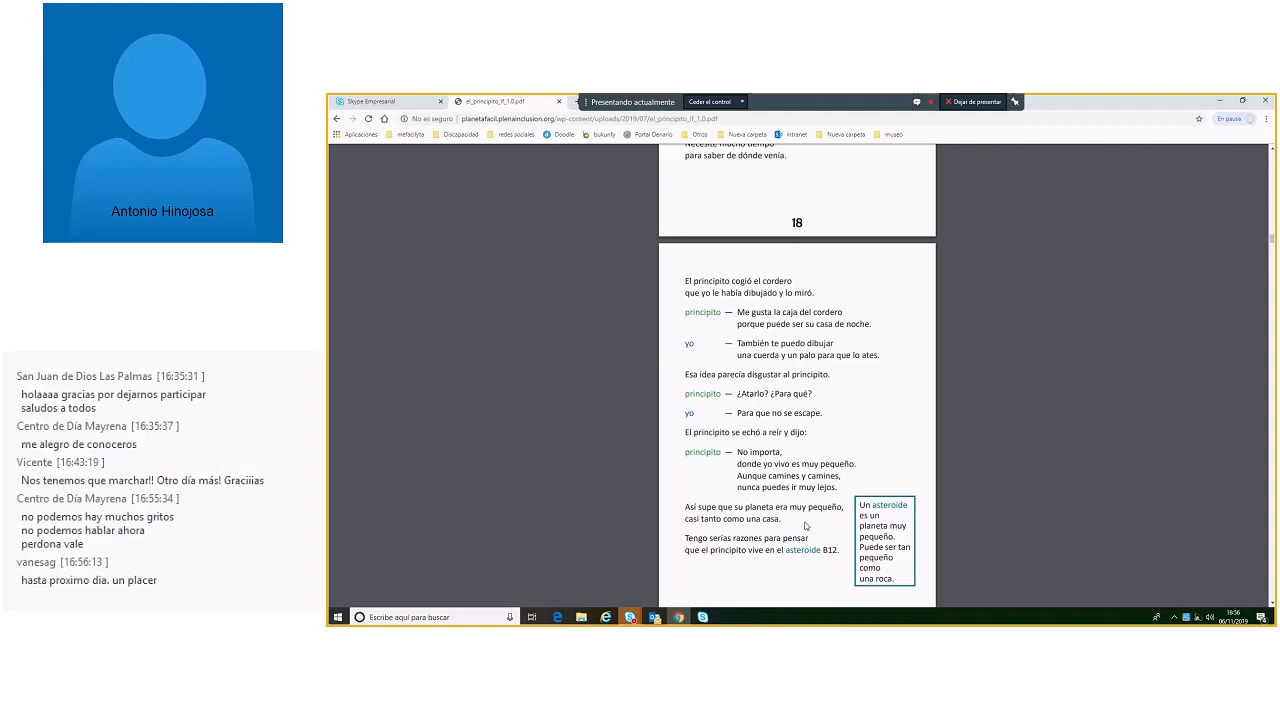 Antonio Hinojosa
San Juan de Dios Las Palmas [16:35:31 ]
holaaaa gracias por dejarnos participar
saludos a todos
Centro de Día Mayrena [16:35:37 ]
me alegro de conoceros
Vicente [16:43:19 ]
Nos tenemos que marchar!! Otro día más! Graciiias
Centro de Día Mayrena [16:55:34 ]
no podemos hay muchos gritos
no podemos hablar ahora
perdona vale
vanesag [16:56:13 ]
hasta proximo dia. un placer
Skype Empresarial
el_principito_lf_1.0.pdf
Presentando actualmente
Ceder el control
Dejar de presentar
No es seguro | planetafacil.plenainclusion.org/wp-content/uploads/2019/07/el_principito_lf_1.0.pdf
En pausa
Aplicaciones mefacilyta Discapacidad redes sociales Doodle bukunfy Portal Denario Otros Nueva carpeta intranet Nueva carpeta museo
Necesité mucho tiempo
para saber de dónde venía.
18
El principito cogió el cordero
que yo le había dibujado y lo miró.
principito — Me gusta la caja del cordero
porque puede ser su casa de noche.
yo — También te puedo dibujar
una cuerda y un palo para que lo ates.
Esa idea parecía disgustar al principito.
principito — ¿Atarlo? ¿Para qué?
yo — Para que no se escape.
El principito se echó a reír y dijo:
principito — No importa,
donde yo vivo es muy pequeño.
Aunque camines y camines,
nunca puedes ir muy lejos.
Así supe que su planeta era muy pequeño,
casi tanto como una casa.
Tengo serías razones para pensar
que el principito vive en el asteroide B12.
Un asteroide
es un
planeta muy
pequeño.
Puede ser tan
pequeño
como
una roca.
Escribe aquí para buscar
16:56
06/11/2019